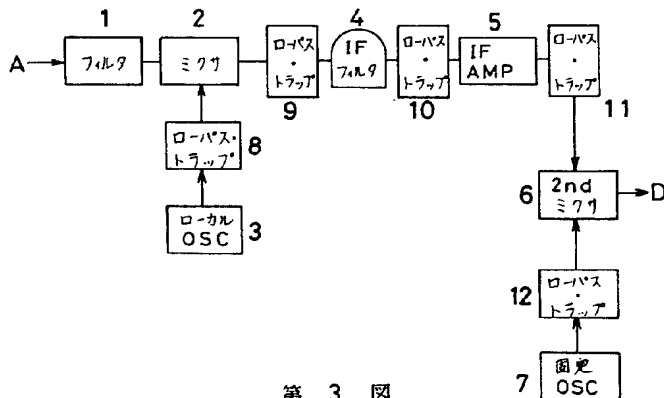 1
2
4
5
A
フィルタ
ミクサ
ローパス
・
トラップ
IF
フィルタ
ローパス
・
トラップ
IF
AMP
ローパス
・
トラップ
9
10
11
ローパス・
トラップ
8
ローカル
OSC
3
6
2nd
ミクサ
D
12
ローパス
・
トラップ
7
固定
OSC
第 3 図